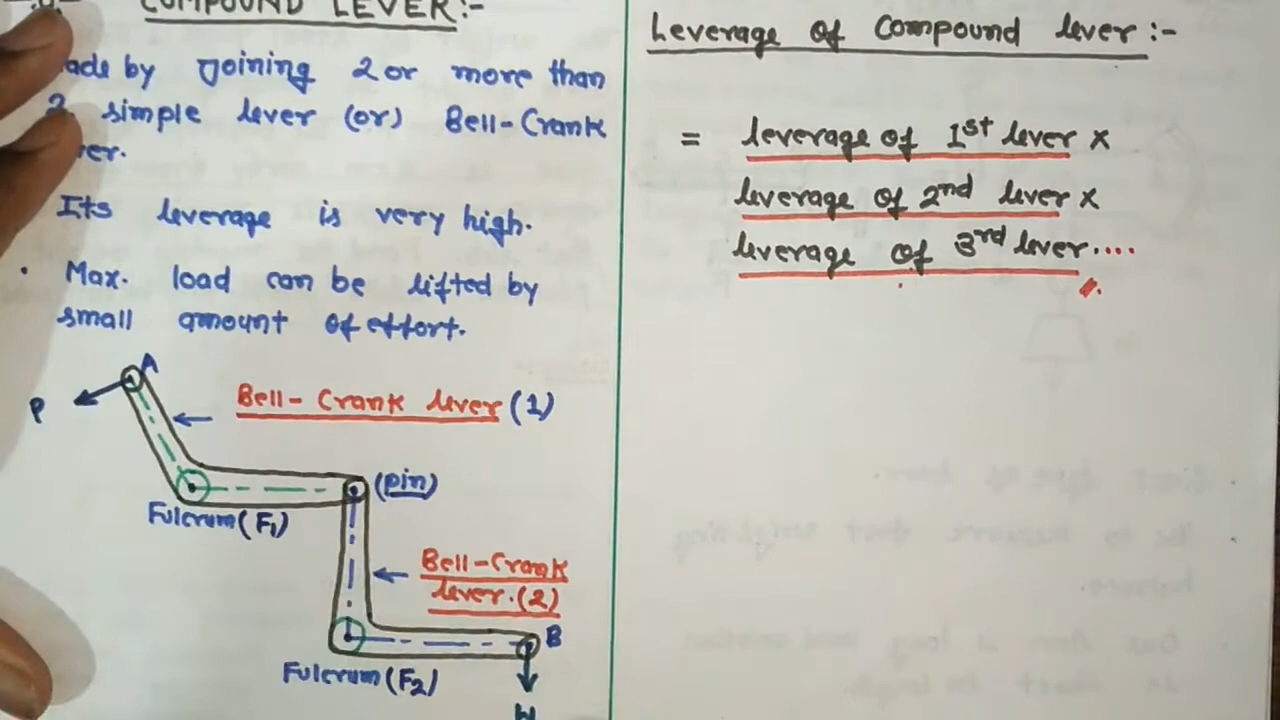 COMPOUND LEVER:-
ade by joining 2 or more than
simple lever (or) Bell-Crank
ver.
Its leverage is very high.
• Max. load can be lifted by
small amount of effort.
A
P
Bell-Crank lever (1)
(pin)
Fulcrum(F1)
Bell-Crank
lever.(2)
B
Fulcrum(F2)
W
Leverage of Compound lever:-
= leverage of 1st lever ×
leverage of 2nd lever ×
leverage of 3rd lever....